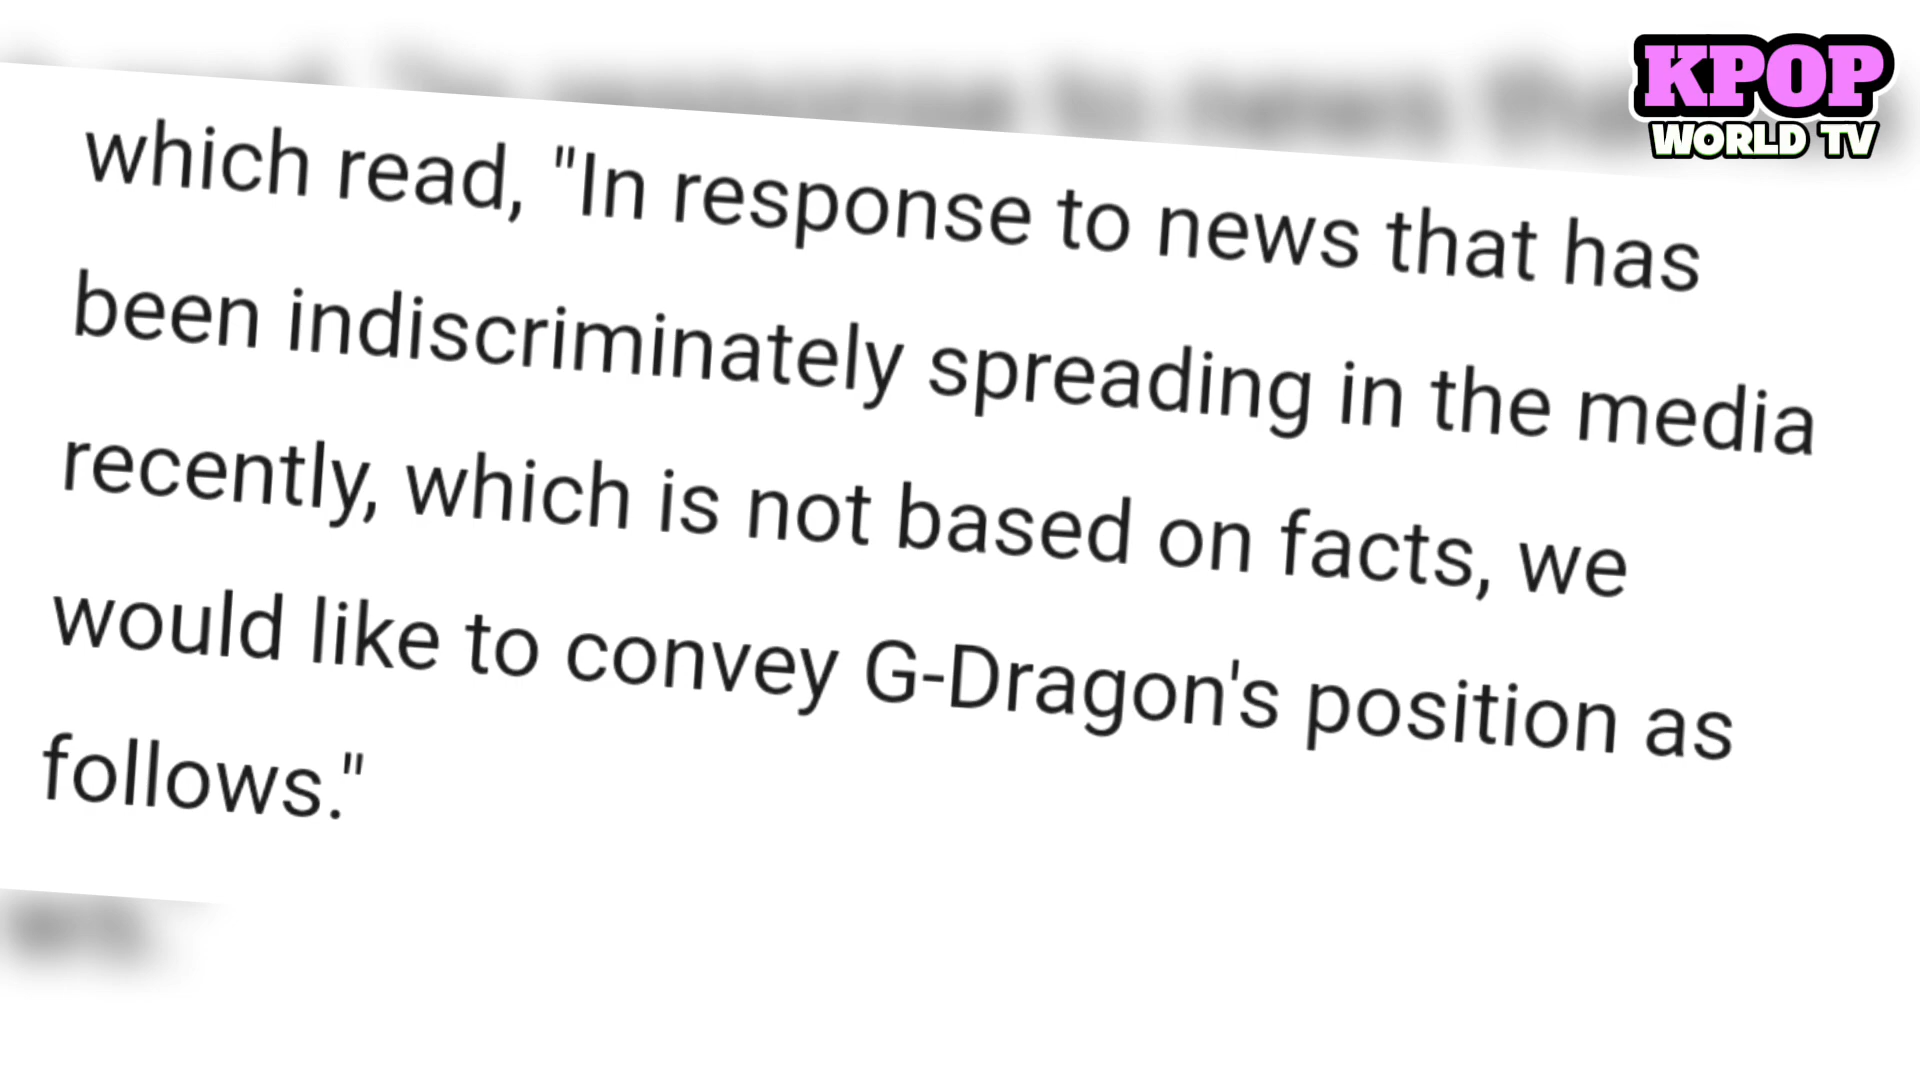 KPOP
WORLD TV
which read, "In response to news that has
been indiscriminately spreading in the media
recently, which is not based on facts, we
would like to convey G-Dragon's position as
follows."